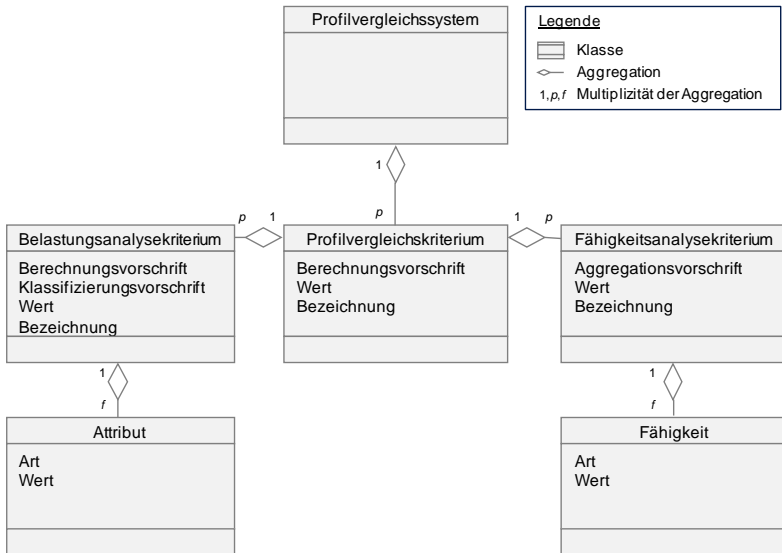 Profilvergleichssystem
Legende
Klasse
Aggregation
1,p,f Multiplizität der Aggregation
1
p
p
1
1
p
Belastungsanalysekriterium
Berechnungsvorschrift
Klassifizierungsvorschrift
Wert
Bezeichnung
Profilvergleichskriterium
Berechnungsvorschrift
Wert
Bezeichnung
Fähigkeitsanalysekriterium
Aggregationsvorschrift
Wert
Bezeichnung
1
f
1
f
Attribut
Art
Wert
Fähigkeit
Art
Wert